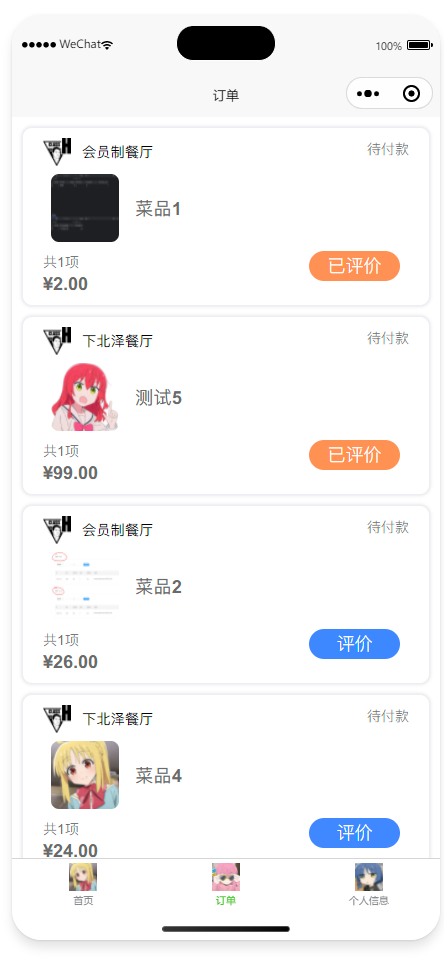 WeChat 100%
订单
会员制餐厅 待付款
菜品1
共1项
已评价
¥2.00
下北泽餐厅 待付款
测试5
共1项
已评价
¥99.00
会员制餐厅 待付款
菜品2
共1项
评价
¥26.00
下北泽餐厅 待付款
菜品4
共1项
评价
¥24.00
首页 订单 个人信息